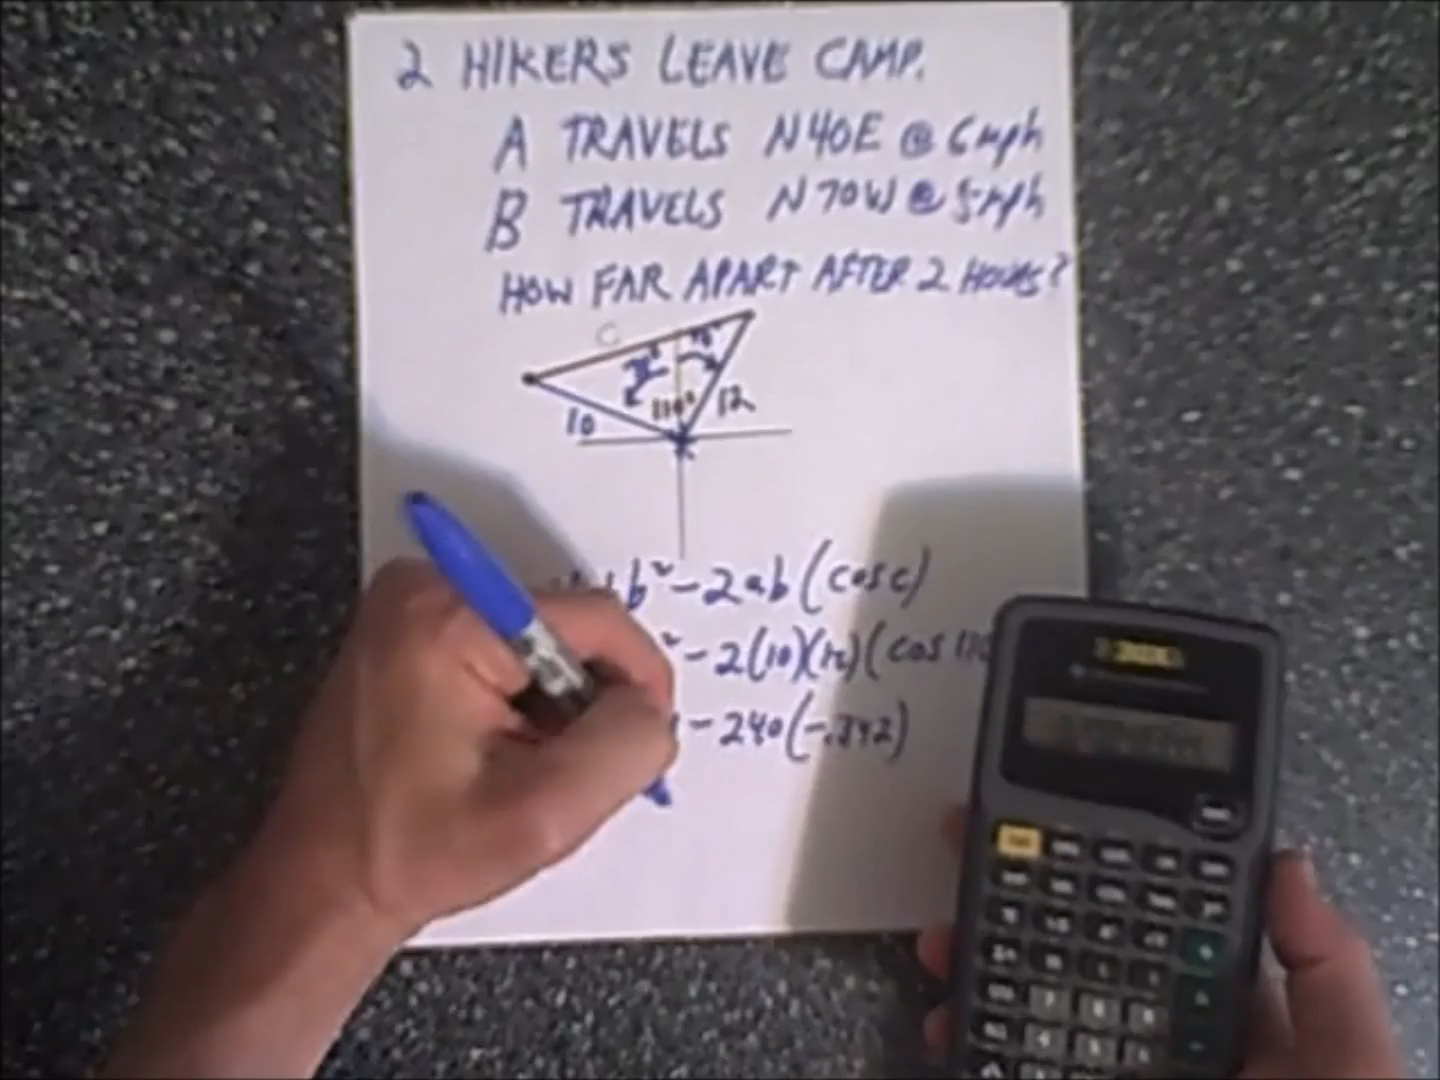 2 HIKERS LEAVE CAMP.
A TRAVELS N40E @ 6mph
B TRAVELS N70W @ 5mph
HOW FAR APART AFTER 2 HOURS?
C
110°
12
10
b² - 2ab (cos c)
² - 2(10)(12)(cos 110
- 240(-.342)